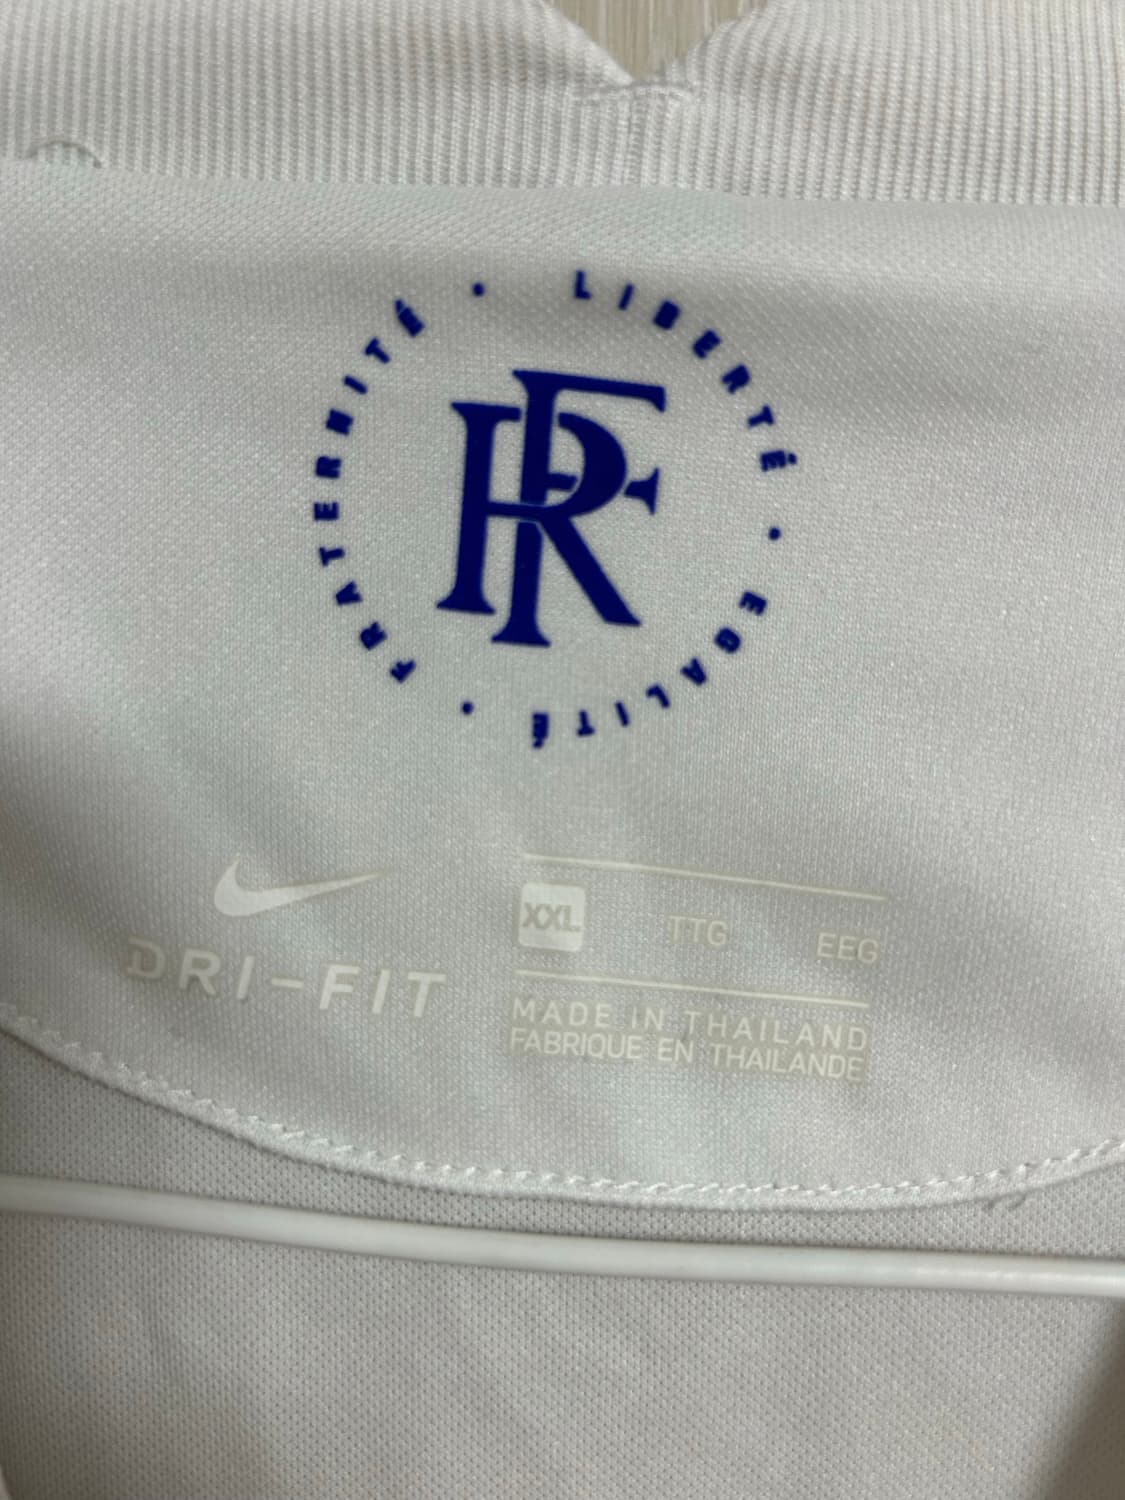 LIBERTÉ · EGALITÉ · FRATERNITÉ ·
RF
DRI-FIT
XXL TTG EEG
MADE IN THAILAND
FABRIQUE EN THAILANDE